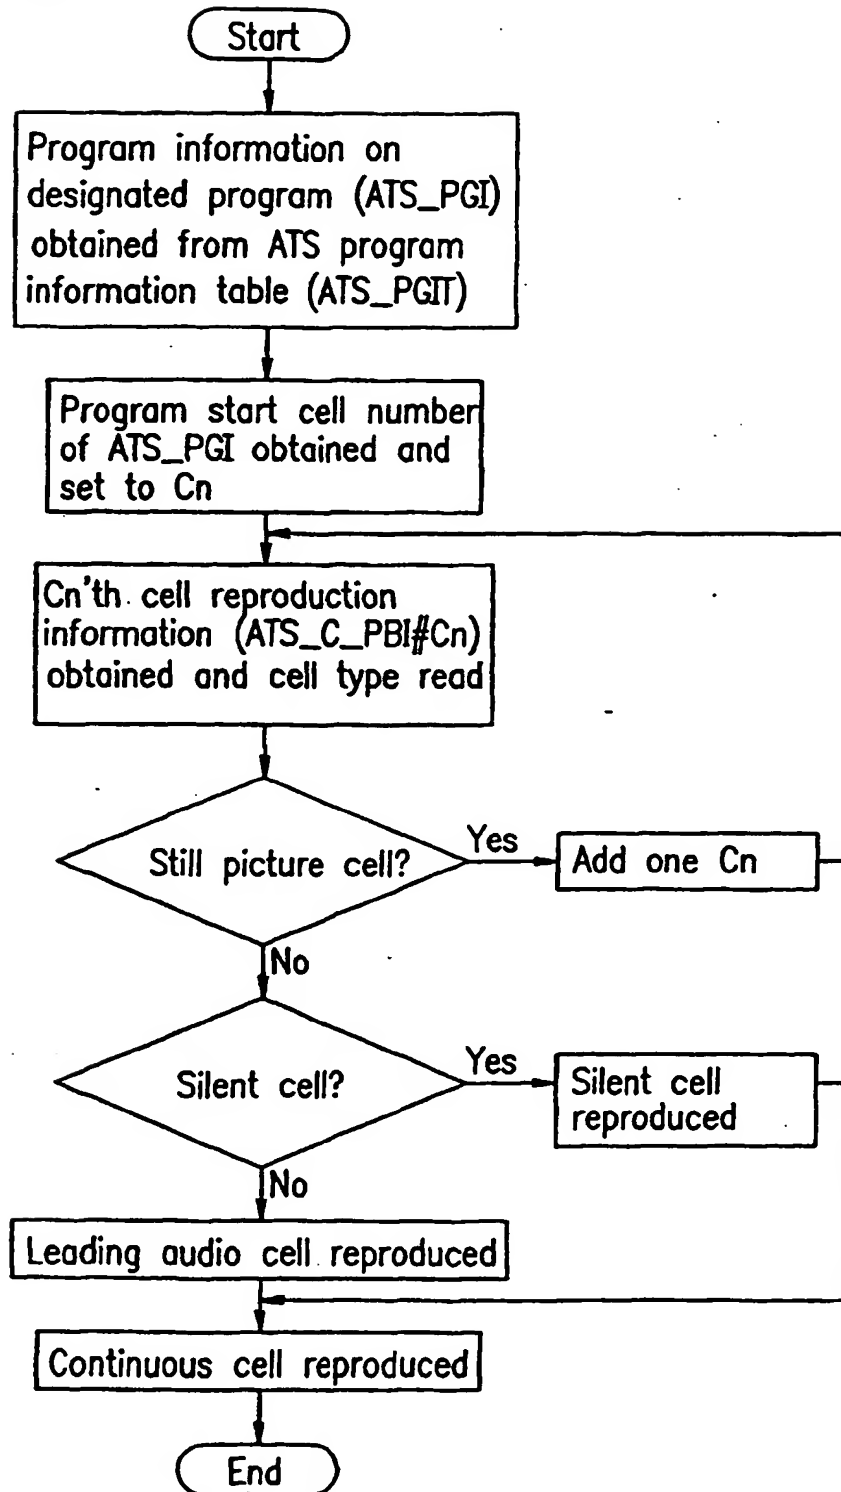 Start
Program information on
designated program (ATS_PGI)
obtained from ATS program
information table (ATS_PGIT)
Program start cell number
of ATS_PGI obtained and
set to Cn
Cn'th cell reproduction
information (ATS_C_PBI#Cn)
obtained and cell type read
Still picture cell?
Yes
Add one Cn
No
Silent cell?
Yes
Silent cell
reproduced
No
Leading audio cell reproduced
Continuous cell reproduced
End